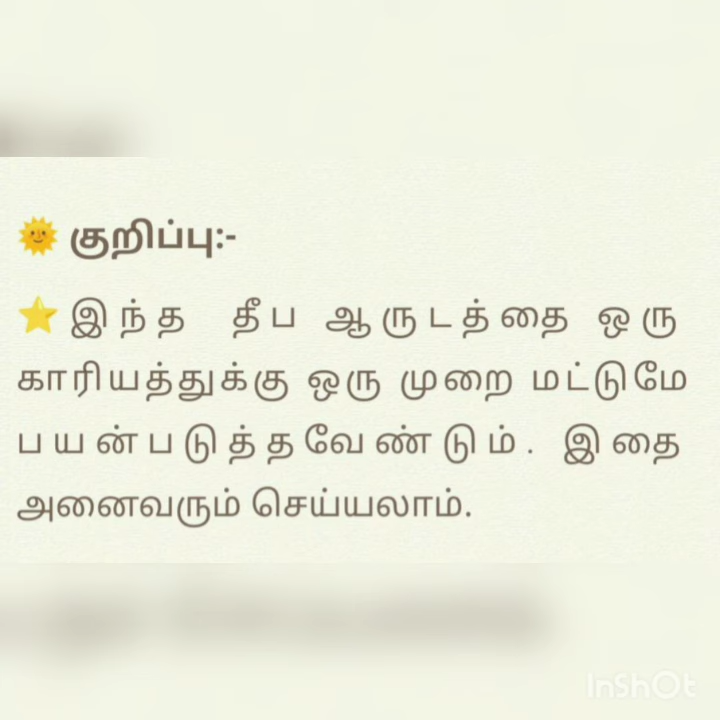 🌞 குறிப்பு:-
⭐ இந்த தீப ஆருடத்தை ஒரு
காரியத்துக்கு ஒரு முறை மட்டுமே
பயன்படுத்தவேண்டும். இதை
அனைவரும் செய்யலாம்.
InShOt